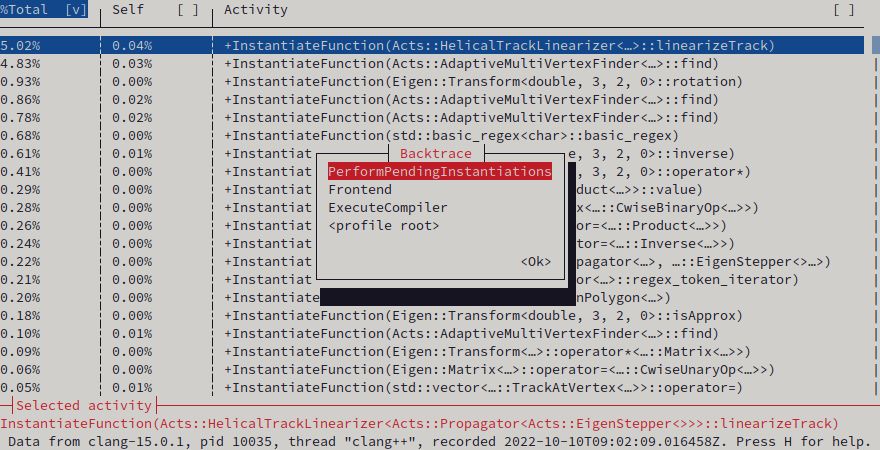 %Total [v] Self [ ] Activity [ ]
5.02% 0.04% +InstantiateFunction(Acts::HelicalTrackLinearizer<…>::linearizeTrack)
4.83% 0.03% +InstantiateFunction(Acts::AdaptiveMultiVertexFinder<…>::find)
0.93% 0.00% +InstantiateFunction(Eigen::Transform<double, 3, 2, 0>::rotation)
0.86% 0.02% +InstantiateFunction(Acts::AdaptiveMultiVertexFinder<…>::find)
0.78% 0.02% +InstantiateFunction(Acts::AdaptiveMultiVertexFinder<…>::find)
0.68% 0.00% +InstantiateFunction(std::basic_regex<char>::basic_regex)
Backtrace
0.61% 0.01% +Instantiat e, 3, 2, 0>::inverse)
PerformPendingInstantiations
0.41% 0.00% +Instantiat , 3, 2, 0>::operator*)
Frontend
0.29% 0.00% +Instantiat duct<…>>::value)
ExecuteCompiler
0.28% 0.00% +Instantiat x<…::CwiseBinaryOp<…>>)
<profile root>
0.26% 0.00% +Instantiat or=<…::Product<…>>)
0.24% 0.00% +Instantiat tor=<…::Inverse<…>>)
<Ok>
0.22% 0.00% +Instantiat pagator<…>, …::EigenStepper<>…>)
0.21% 0.00% +Instantiat or<…>::regex_token_iterator)
0.20% 0.00% +Instantiate nPolygon<…>)
0.18% 0.00% +InstantiateFunction(Eigen::Transform<double, 3, 2, 0>::isApprox)
0.10% 0.01% +InstantiateFunction(Acts::AdaptiveMultiVertexFinder<…>::find)
0.09% 0.00% +InstantiateFunction(Eigen::Transform<…>::operator*<…::Matrix<…>>)
0.06% 0.00% +InstantiateFunction(Eigen::Matrix<…>::operator=<…::CwiseUnaryOp<…>>)
0.05% 0.01% +InstantiateFunction(std::vector<…::TrackAtVertex<…>>::operator=)
Selected activity
InstantiateFunction(Acts::HelicalTrackLinearizer<Acts::Propagator<Acts::EigenStepper<>>>::linearizeTrack)
Data from clang-15.0.1, pid 10035, thread "clang++", recorded 2022-10-10T09:02:09.016458Z. Press H for help.